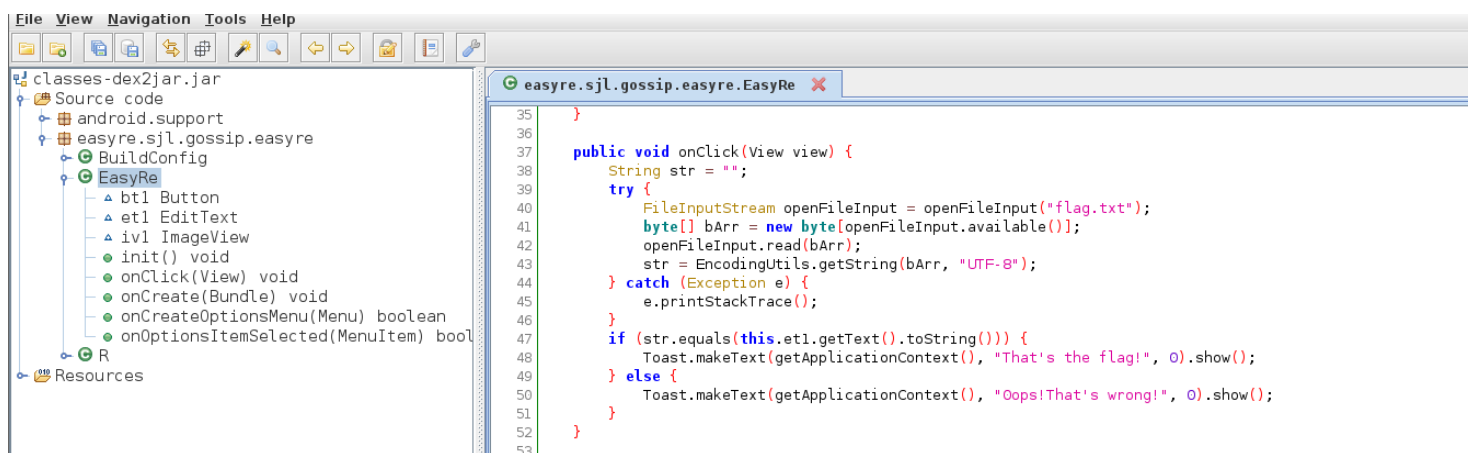 File View Navigation Tools Help
classes-dex2jar.jar
Source code
android.support
easyre.sjl.gossip.easyre
BuildConfig
EasyRe
bt1 Button
et1 EditText
iv1 ImageView
init() void
onClick(View) void
onCreate(Bundle) void
onCreateOptionsMenu(Menu) boolean
onOptionsItemSelected(MenuItem) bool
R
Resources
easyre.sjl.gossip.easyre.EasyRe
35 }
36
37 public void onClick(View view) {
38 String str = "";
39 try {
40 FileInputStream openFileInput = openFileInput("flag.txt");
41 byte[] bArr = new byte[openFileInput.available()];
42 openFileInput.read(bArr);
43 str = EncodingUtils.getString(bArr, "UTF-8");
44 } catch (Exception e) {
45 e.printStackTrace();
46 }
47 if (str.equals(this.et1.getText().toString())) {
48 Toast.makeText(getApplicationContext(), "That's the flag!", 0).show();
49 } else {
50 Toast.makeText(getApplicationContext(), "Oops!That's wrong!", 0).show();
51 }
52 }
53